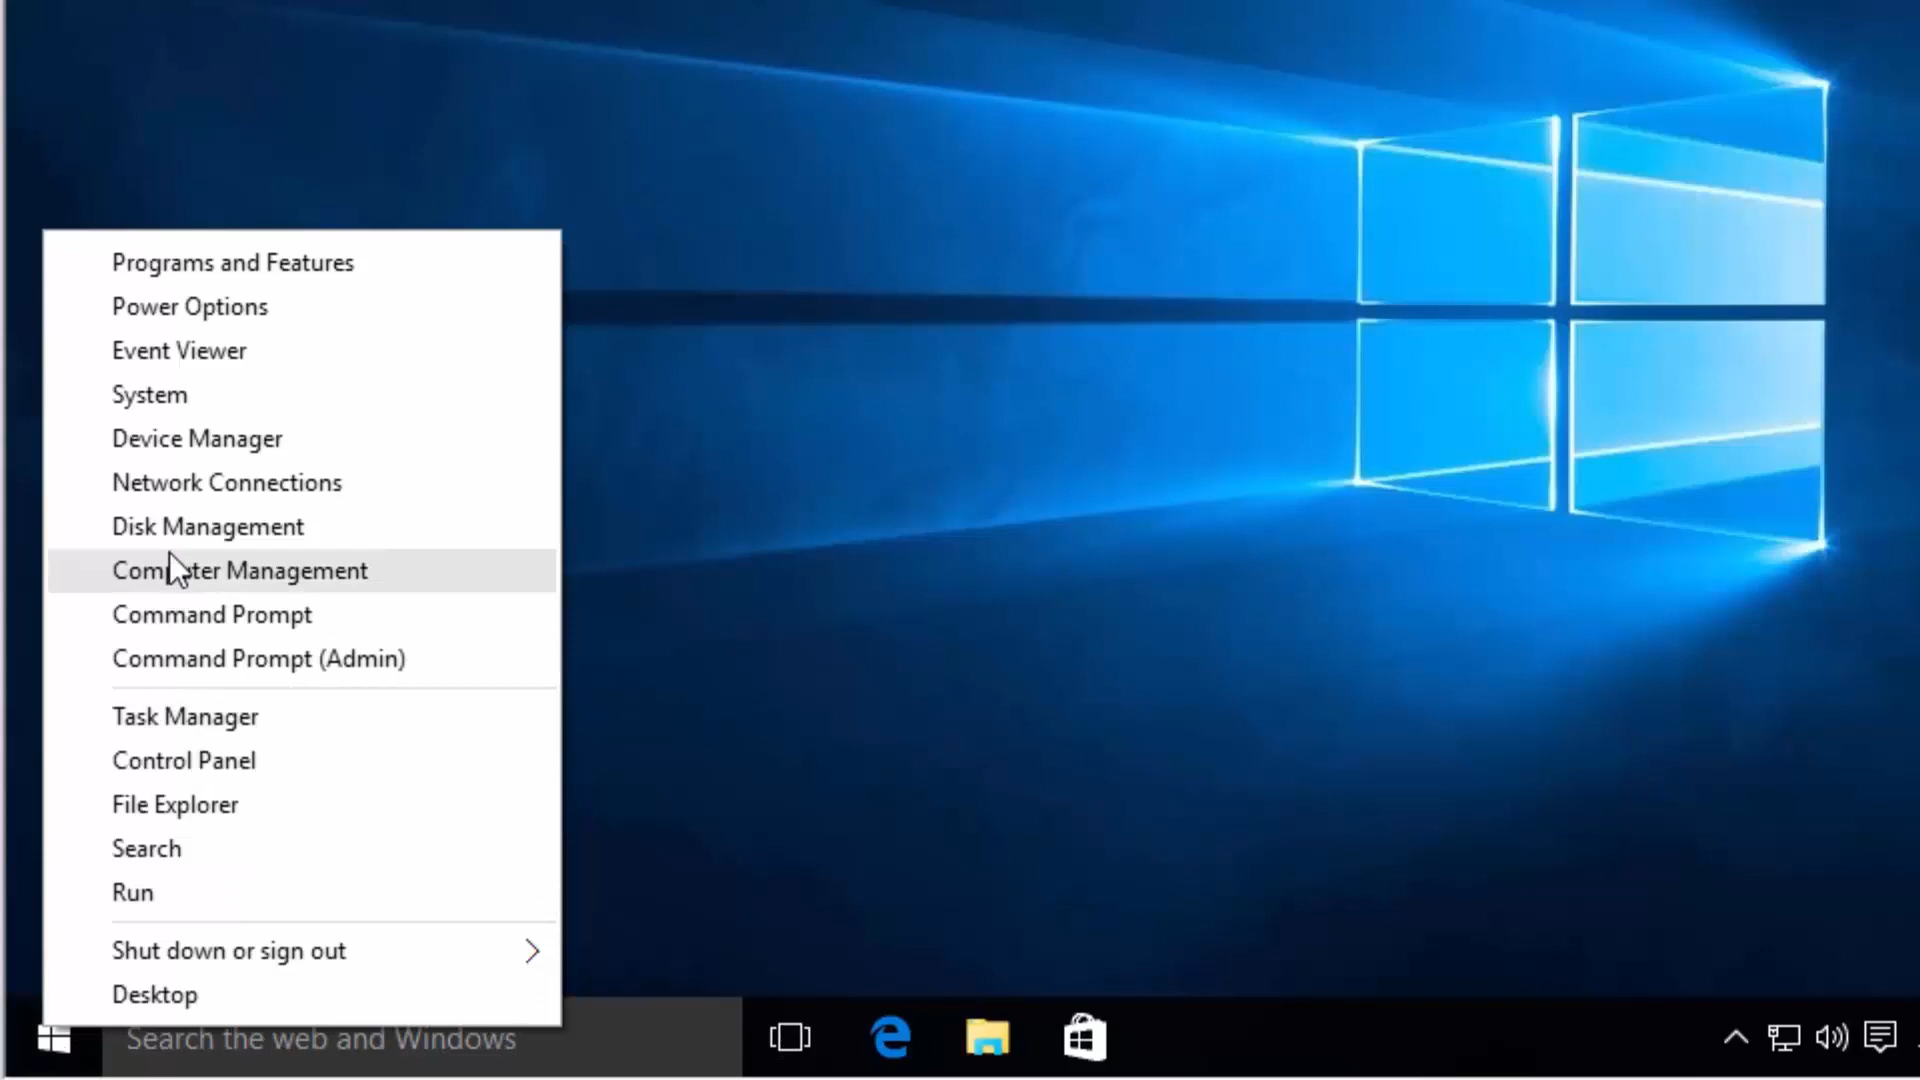 Programs and Features
Power Options
Event Viewer
System
Device Manager
Network Connections
Disk Management
Computer Management
Command Prompt
Command Prompt (Admin)
Task Manager
Control Panel
File Explorer
Search
Run
Shut down or sign out
Desktop
Search the web and Windows